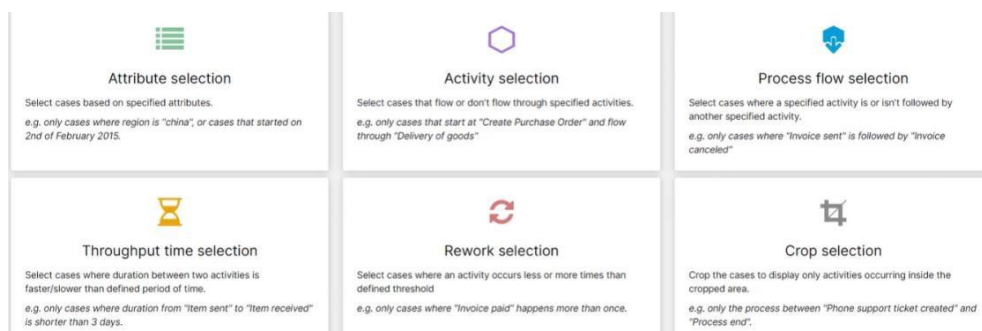 Attribute selection
Select cases based on specified attributes.
e.g. only cases where region is "china", or cases that started on
2nd of February 2015.
Activity selection
Select cases that flow or don't flow through specified activities.
e.g. only cases that start at "Create Purchase Order" and flow
through "Delivery of goods"
Process flow selection
Select cases where a specified activity is or isn't followed by
another specified activity.
e.g. only cases where "Invoice sent" is followed by "Invoice
canceled"
Throughput time selection
Select cases where duration between two activities is
faster/slower than defined period of time.
e.g. only cases where duration from "Item sent" to "Item received"
is shorter than 3 days.
Rework selection
Select cases where an activity occurs less or more times than
defined threshold
e.g. only cases where "Invoice paid" happens more than once.
Crop selection
Crop the cases to display only activities occurring inside the
cropped area.
e.g. only the process between "Phone support ticket created" and
"Process end".